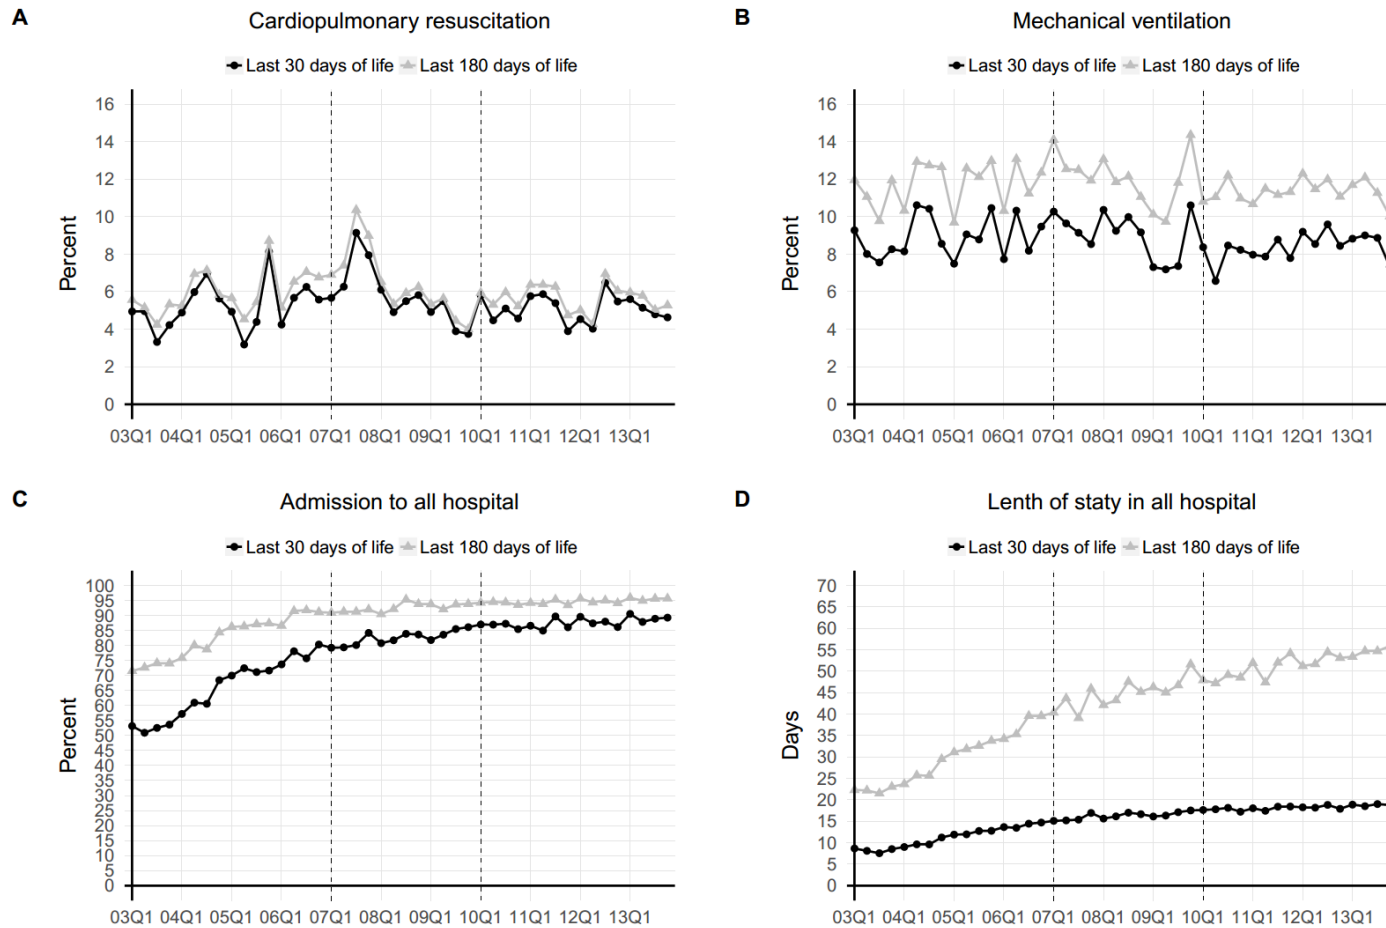 A
Cardiopulmonary resuscitation
Last 30 days of life Last 180 days of life
Percent
16
14
12
10
8
6
4
2
0
03Q1 04Q1 05Q1 06Q1 07Q1 08Q1 09Q1 10Q1 11Q1 12Q1 13Q1
B
Mechanical ventilation
Last 30 days of life Last 180 days of life
Percent
16
14
12
10
8
6
4
2
0
03Q1 04Q1 05Q1 06Q1 07Q1 08Q1 09Q1 10Q1 11Q1 12Q1 13Q1
C
Admission to all hospital
Last 30 days of life Last 180 days of life
Percent
100
95
90
85
80
75
70
65
60
55
50
45
40
35
30
25
20
15
10
5
0
03Q1 04Q1 05Q1 06Q1 07Q1 08Q1 09Q1 10Q1 11Q1 12Q1 13Q1
D
Lenth of staty in all hospital
Last 30 days of life Last 180 days of life
Days
70
65
60
55
50
45
40
35
30
25
20
15
10
5
0
03Q1 04Q1 05Q1 06Q1 07Q1 08Q1 09Q1 10Q1 11Q1 12Q1 13Q1